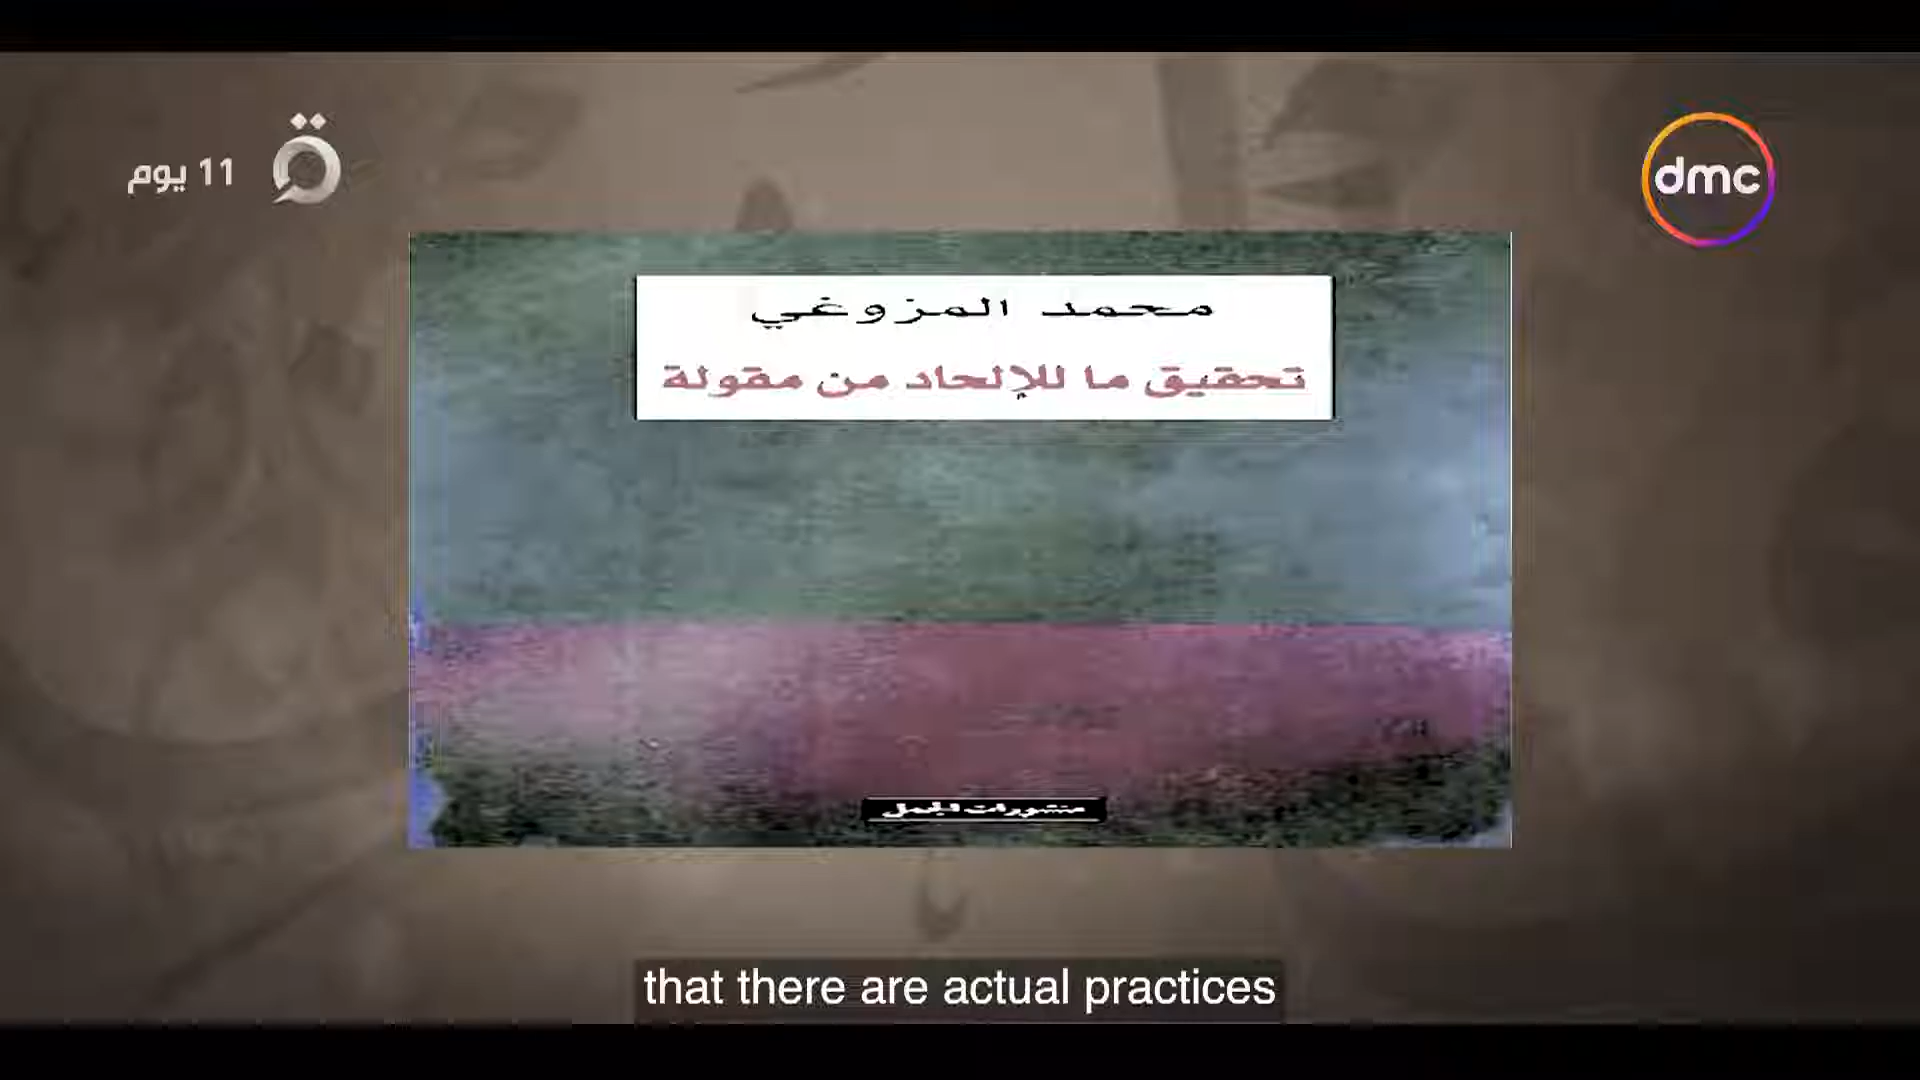 11 يوم
dmc
محمد المزوغي
تحقيق ما للإلحاد من مقولة
منشورات الجمل
that there are actual practices